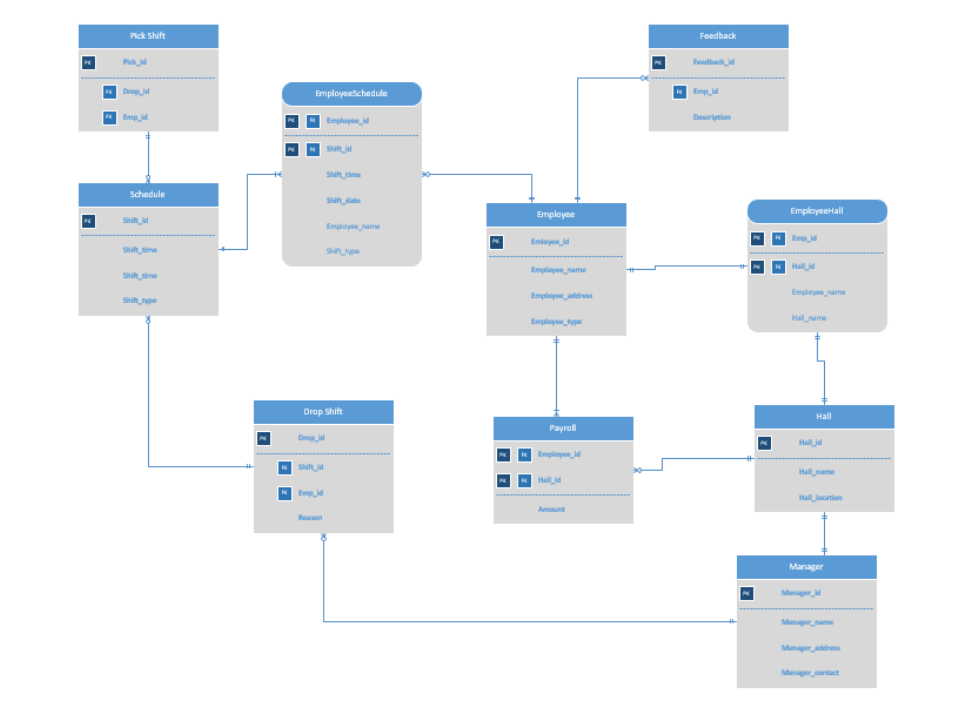 Pick Shift
PK Pick_id
FK Drop_id
FK Emp_id
Feedback
PK Feedback_id
FK Emp_id
Description
EmployeeSchedule
PK FK Employee_id
PK FK Shift_id
Shift_time
Shift_date
Employee_name
Shift_type
Schedule
PK Shift_id
Shift_time
Shift_time
Shift_type
Employee
PK Emloyee_id
Employee_name
Employee_address
Employee_type
EmployeeHall
PK FK Emp_id
PK FK Hall_id
Employee_name
Hall_name
Drop Shift
PK Drop_id
FK Shift_id
FK Emp_id
Reason
Payroll
PK FK Employee_id
PK FK Hall_id
Amount
Hall
PK Hall_id
Hall_name
Hall_location
Manager
PK Manager_id
Manager_name
Manager_address
Manager_contact